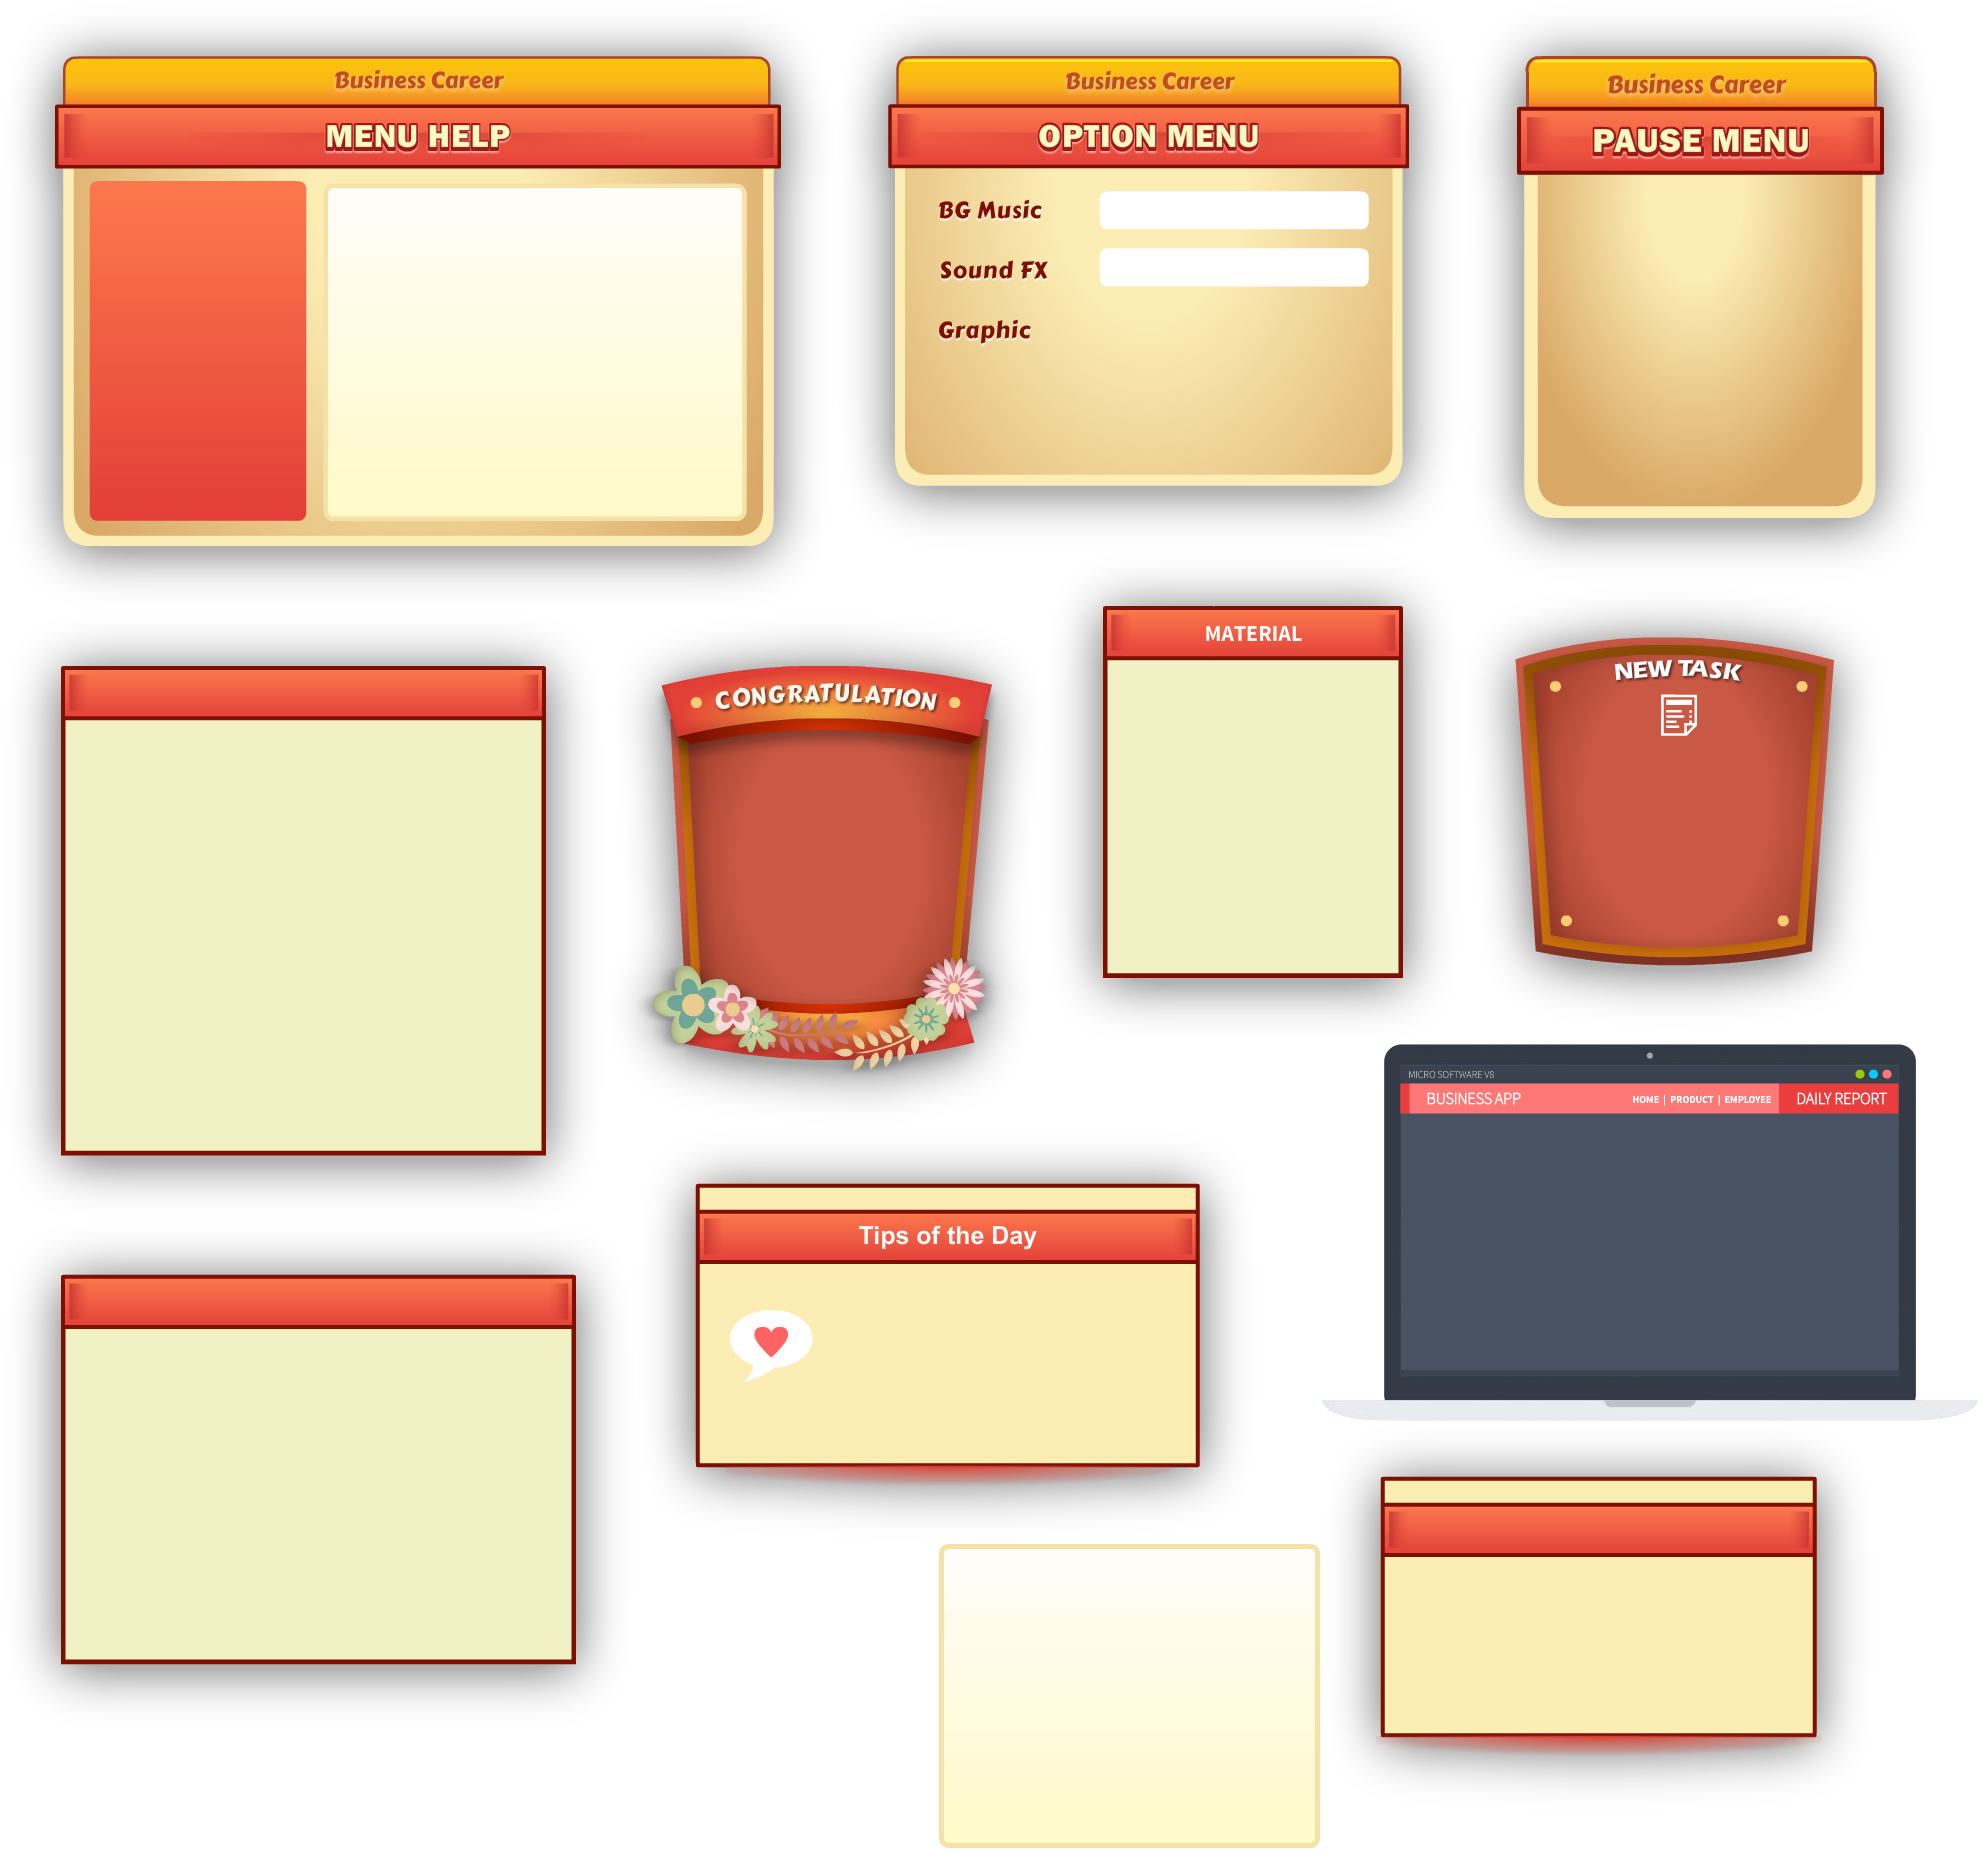 Business Career
MENU HELP
Business Career
OPTION MENU
BG Music
Sound FX
Graphic
Business Career
PAUSE MENU
CONGRATULATION
MATERIAL
NEW TASK
MICRO SOFTWARE V8
BUSINESS APP
HOME | PRODUCT | EMPLOYEE
DAILY REPORT
Tips of the Day